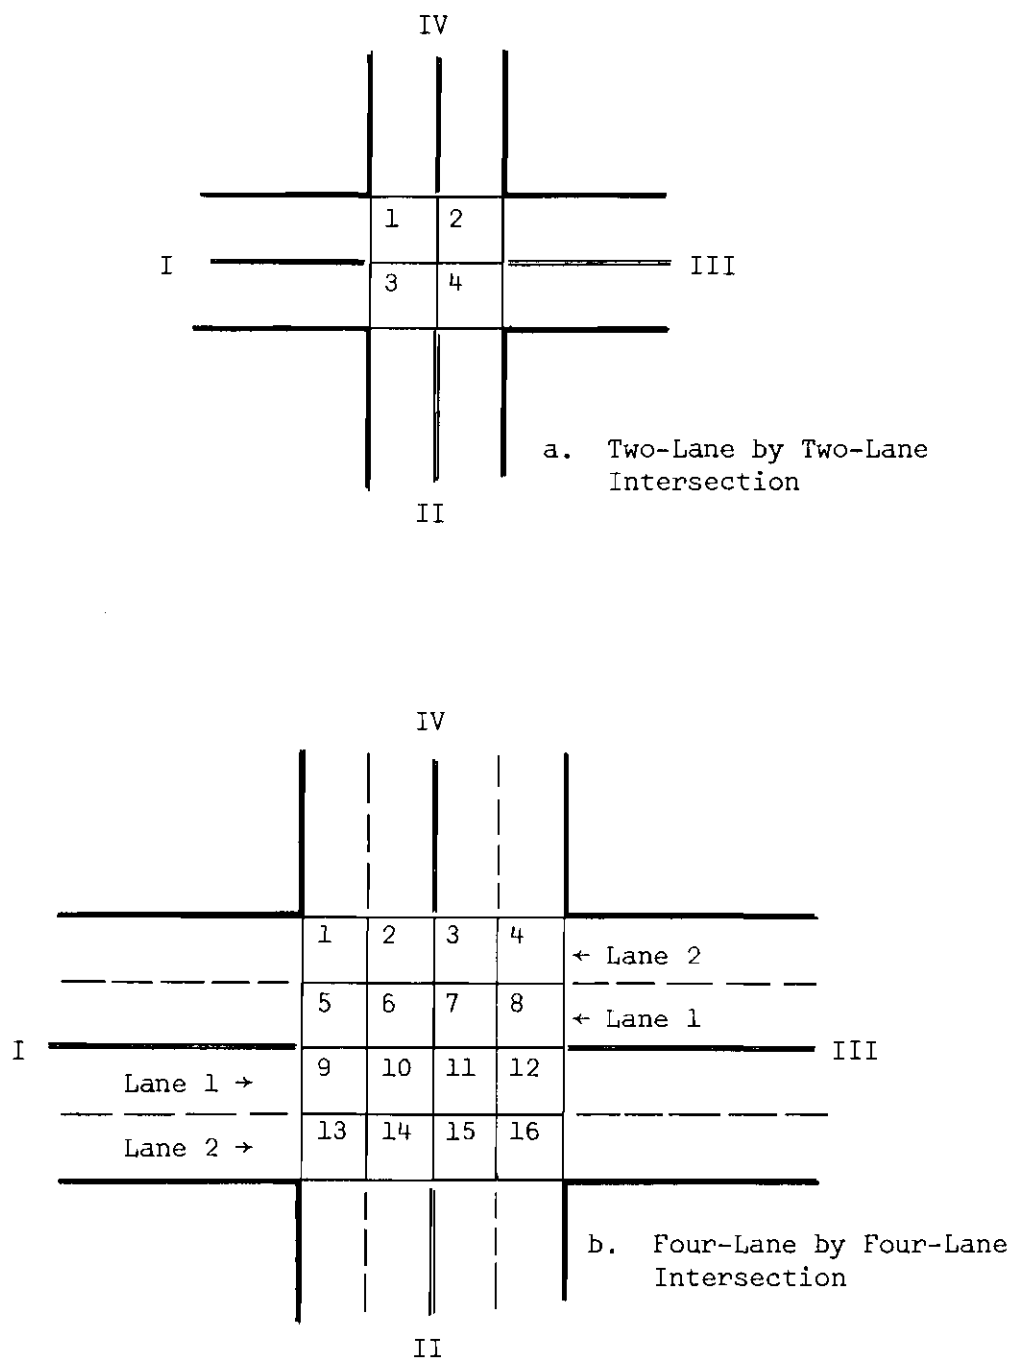 IV
1 2
I III
3 4
a. Two-Lane by Two-Lane
Intersection
II
IV
1 2 3 4
← Lane 2
5 6 7 8
← Lane 1
I III
9 10 11 12
Lane 1 →
13 14 15 16
Lane 2 →
b. Four-Lane by Four-Lane
Intersection
II